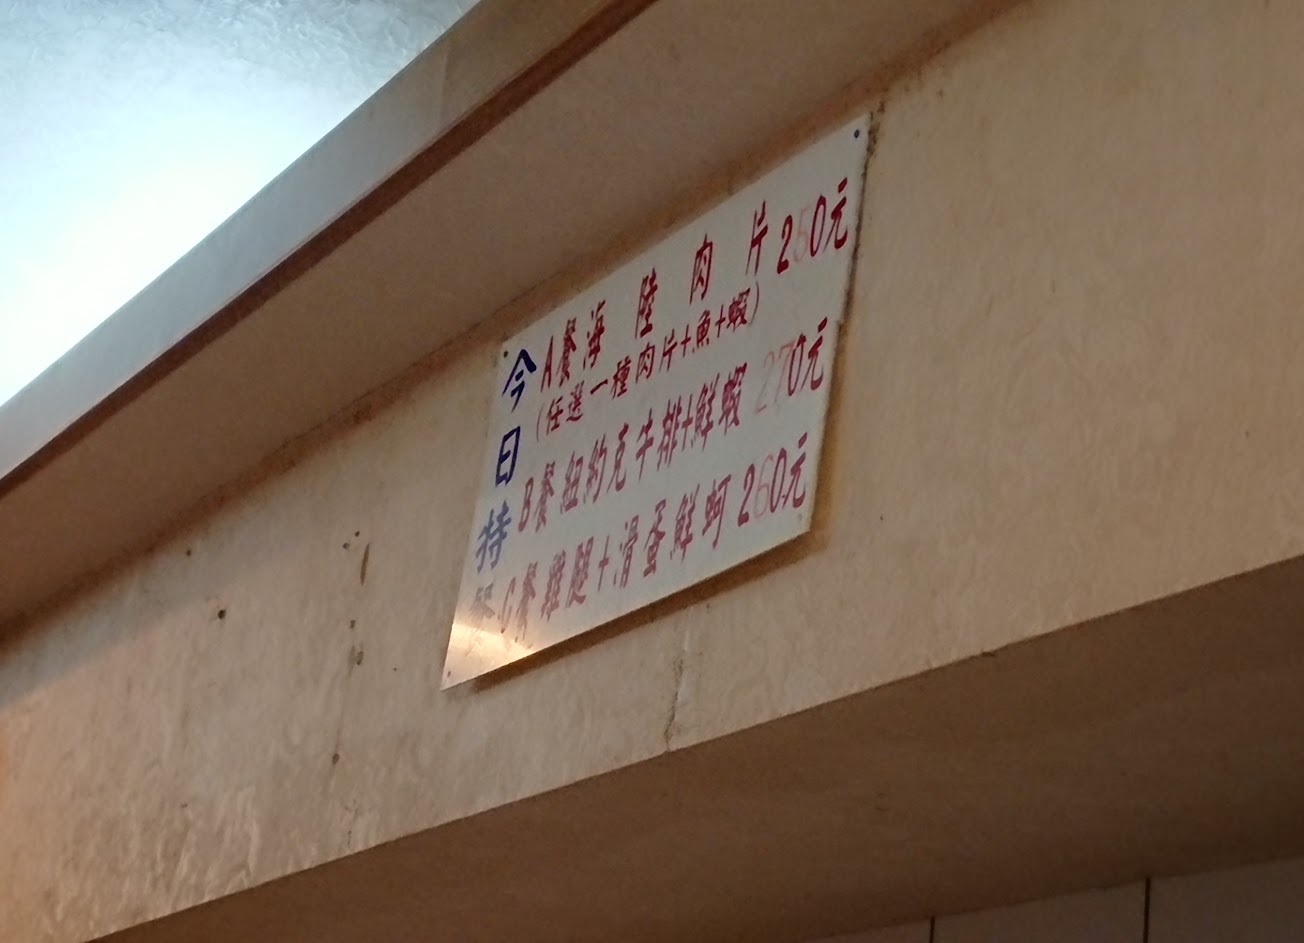 今日特餐
A餐海陸肉片250元
(任選一種肉片+魚+蝦)
B餐紐約克牛排+鮮蝦 270元
C餐雞腿+滑蛋鮮蚵 260元